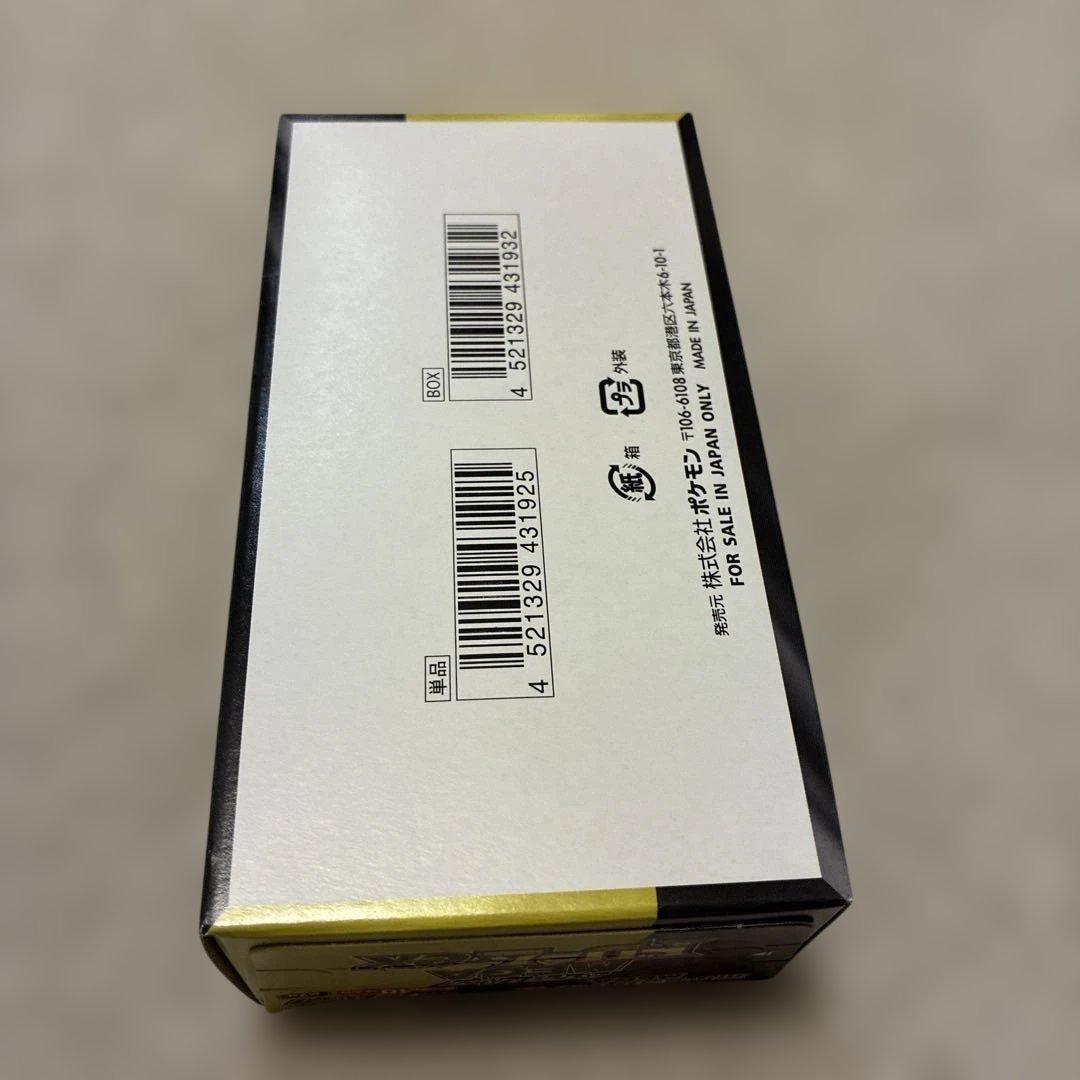 単品
4 521329 431925
BOX
4 521329 431932
紙 箱
プラ 外装
発売元 株式会社ポケモン 〒106-6108 東京都港区六本木6-10-1
FOR SALE IN JAPAN ONLY MADE IN JAPAN